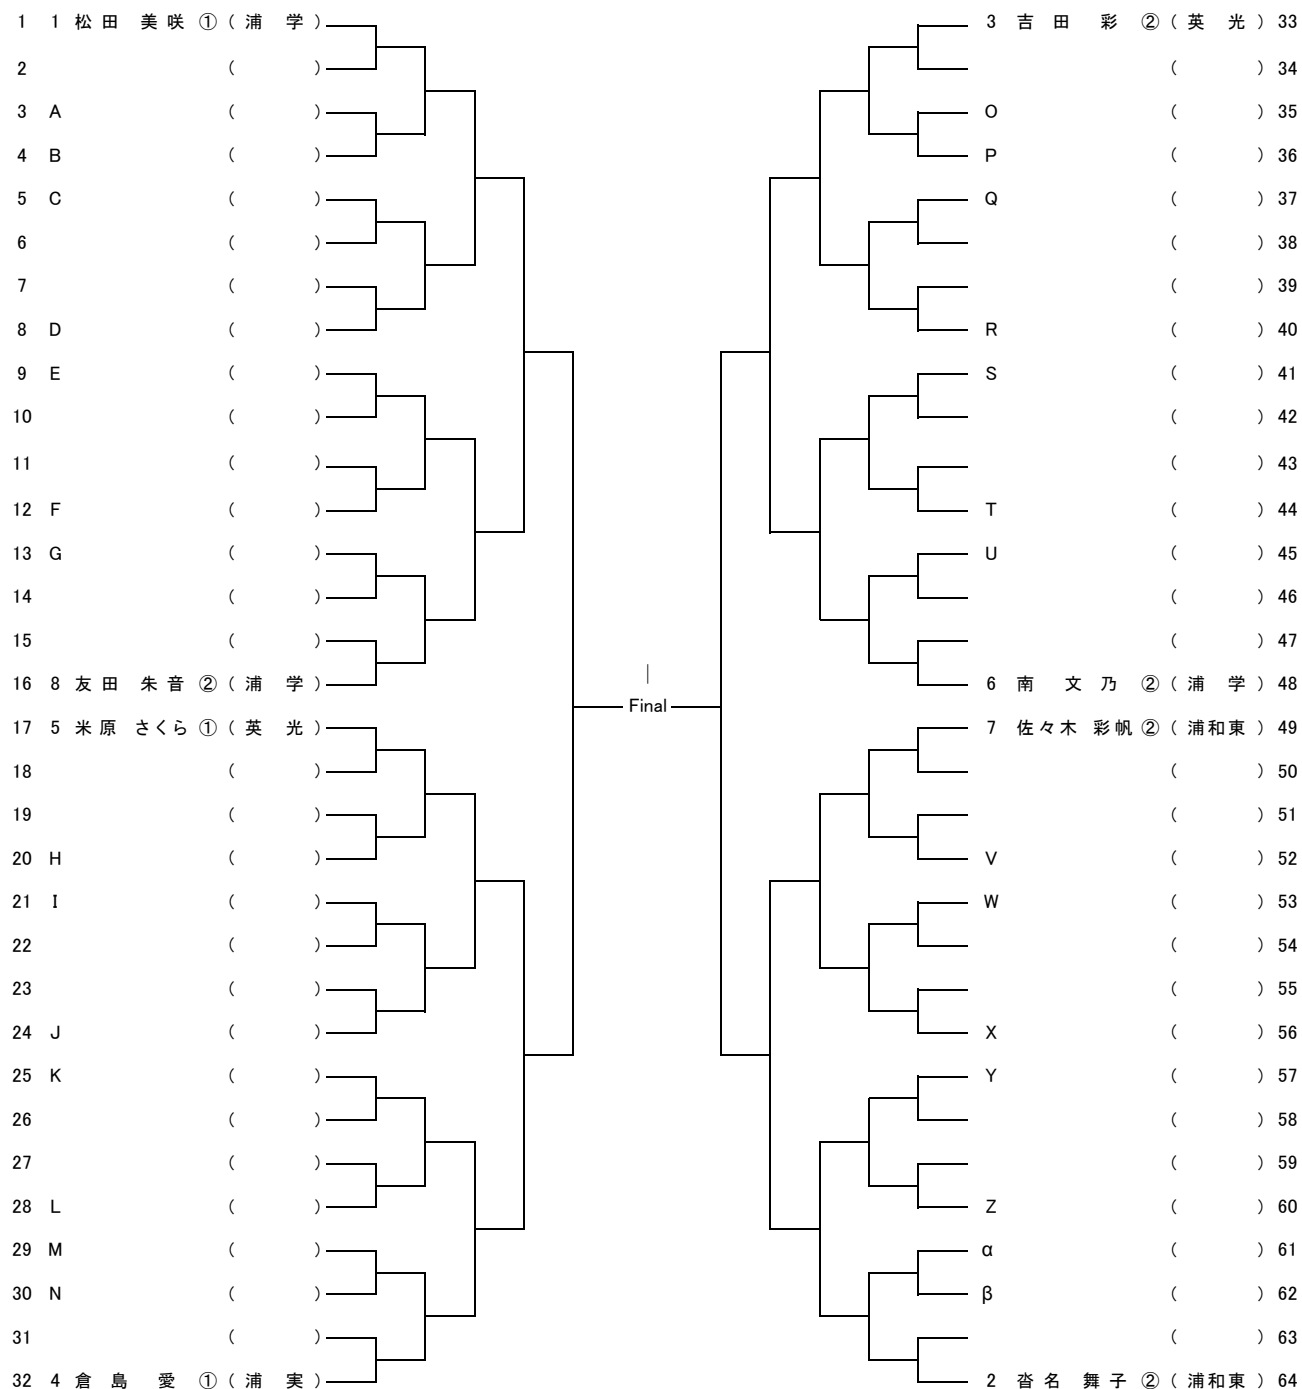 1 1 松田 美咲 ① ( 浦 学 )
2 ( )
3 A ( )
4 B ( )
5 C ( )
6 ( )
7 ( )
8 D ( )
9 E ( )
10 ( )
11 ( )
12 F ( )
13 G ( )
14 ( )
15 ( )
16 8 友田 朱音 ② ( 浦 学 )
17 5 米原 さくら ① ( 英 光 )
18 ( )
19 ( )
20 H ( )
21 I ( )
22 ( )
23 ( )
24 J ( )
25 K ( )
26 ( )
27 ( )
28 L ( )
29 M ( )
30 N ( )
31 ( )
32 4 倉島 愛 ① ( 浦 実 )
Final
3 吉田 彩 ② ( 英 光 ) 33
( ) 34
O ( ) 35
P ( ) 36
Q ( ) 37
( ) 38
( ) 39
R ( ) 40
S ( ) 41
( ) 42
( ) 43
T ( ) 44
U ( ) 45
( ) 46
( ) 47
6 南 文乃 ② ( 浦 学 ) 48
7 佐々木 彩帆 ② ( 浦和東 ) 49
( ) 50
( ) 51
V ( ) 52
W ( ) 53
( ) 54
( ) 55
X ( ) 56
Y ( ) 57
( ) 58
( ) 59
Z ( ) 60
α ( ) 61
β ( ) 62
( ) 63
2 沓名 舞子 ② ( 浦和東 ) 64